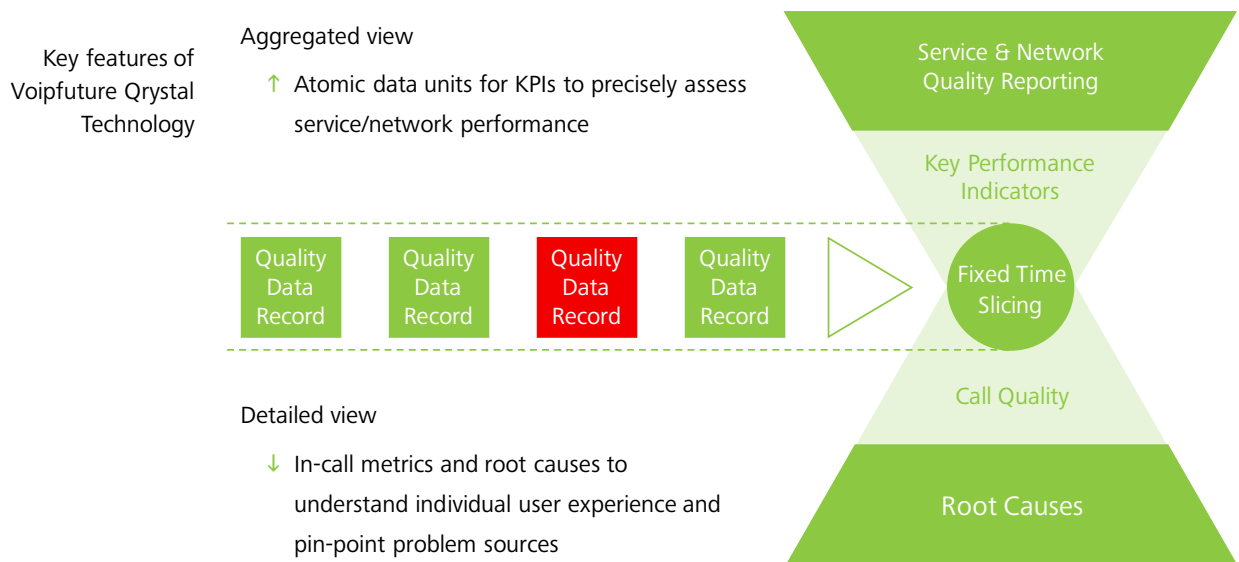 Key features of
Voipfuture Qrystal
Technology
Aggregated view
↑ Atomic data units for KPIs to precisely assess
service/network performance
Quality
Data
Record
Quality
Data
Record
Quality
Data
Record
Quality
Data
Record
Detailed view
↓ In-call metrics and root causes to
understand individual user experience and
pin-point problem sources
Service & Network
Quality Reporting
Key Performance
Indicators
Fixed Time
Slicing
Call Quality
Root Causes